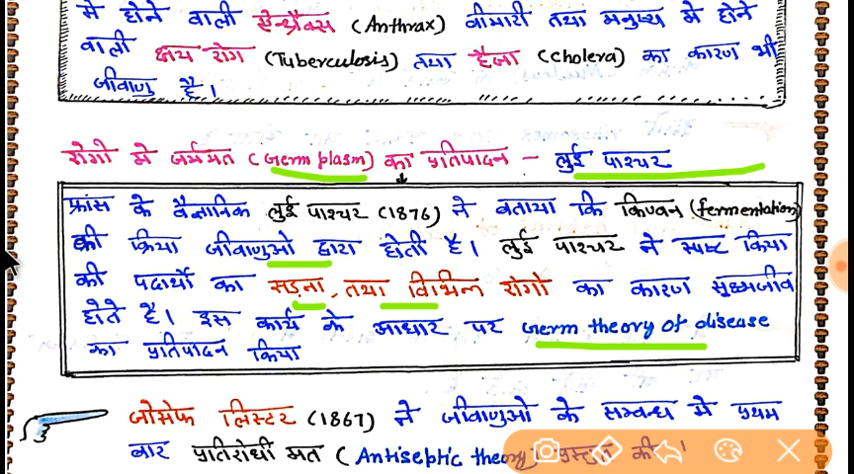 में होने वाली ऐन्थ्रैक्स (Anthrax) बीमारी तथा मनुष्य में होने
वाली क्षय रोग (Tuberculosis) तथा हैजा (cholera) का कारण भी
जीवाणु है।
रोगो मे जर्ममत (Germ plasm) का प्रतिपादन - लुई पाश्चर
फ्रांस के वैज्ञानिक लुई पाश्चर (1876) ने बताया कि किण्वन (fermentation)
की क्रिया जीवाणुओ द्वारा होती है। लुई पाश्चर ने स्पष्ट किया
की पदार्थो का सड़ना, तथा विभिन्न रोगो का कारण सूक्ष्मजीव
होते है। इस कार्य के आधार पर Germ theory of disease
का प्रतिपादन किया
जोसेफ लिस्टर (1867) ने जीवाणुओ के सम्बन्ध मे प्रथम
बार प्रतिरोधी मत (Antiseptic theory) प्रस्तुत की।